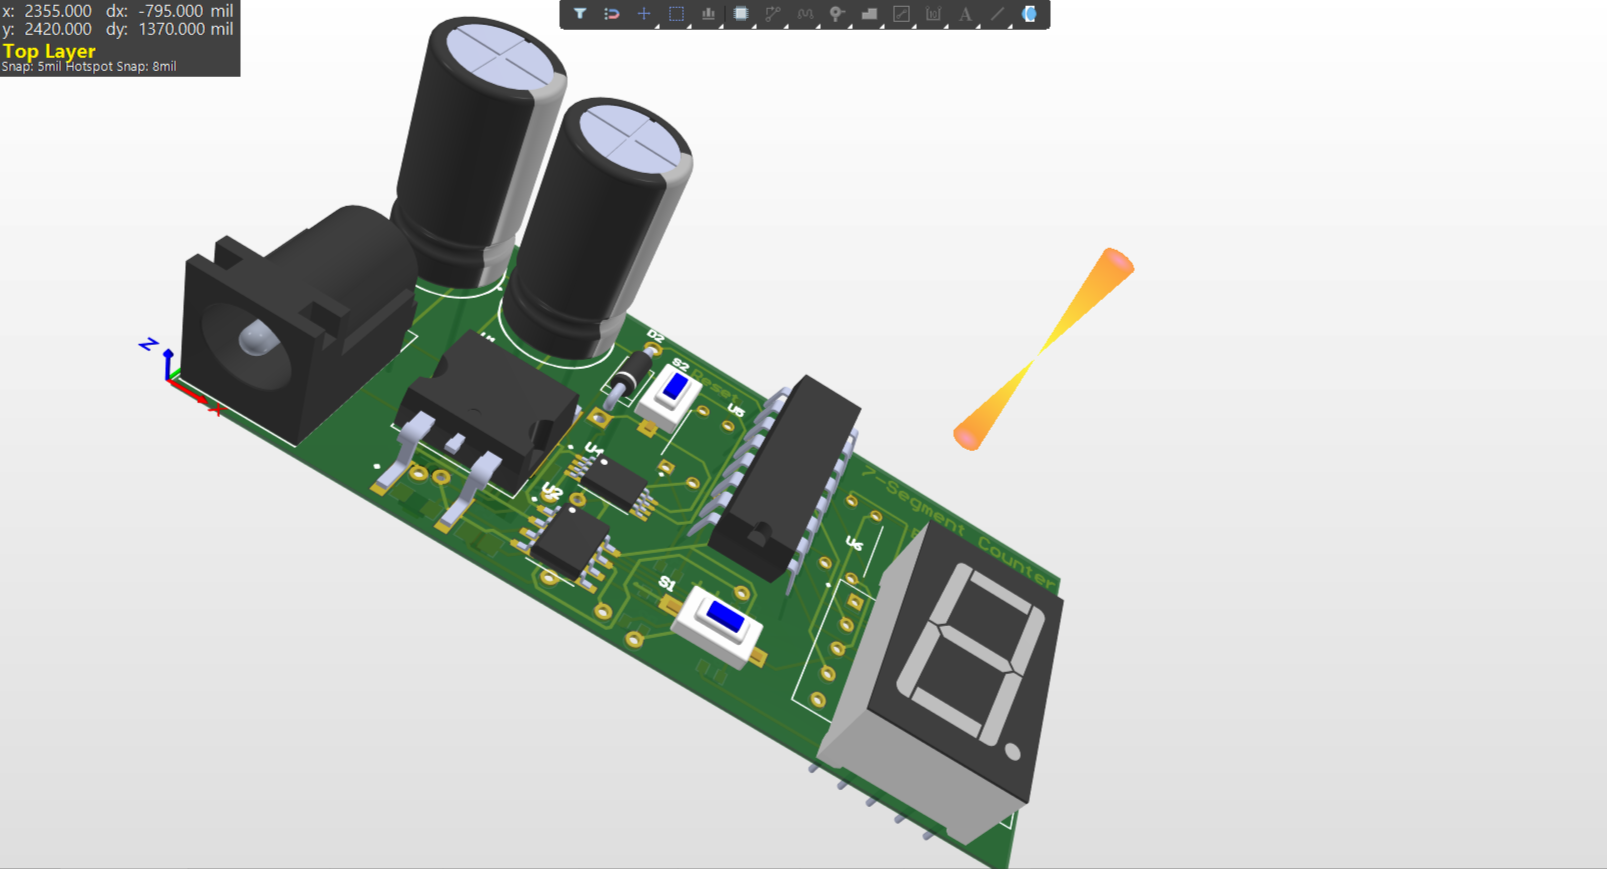 x: 2355.000 dx: -795.000 mil
y: 2420.000 dy: 1370.000 mil
Top Layer
Snap: 5mil Hotspot Snap: 8mil
A
Z
X
D2
S2
Reset
U5
U4
U2
7-Segment Counter
U6
S1